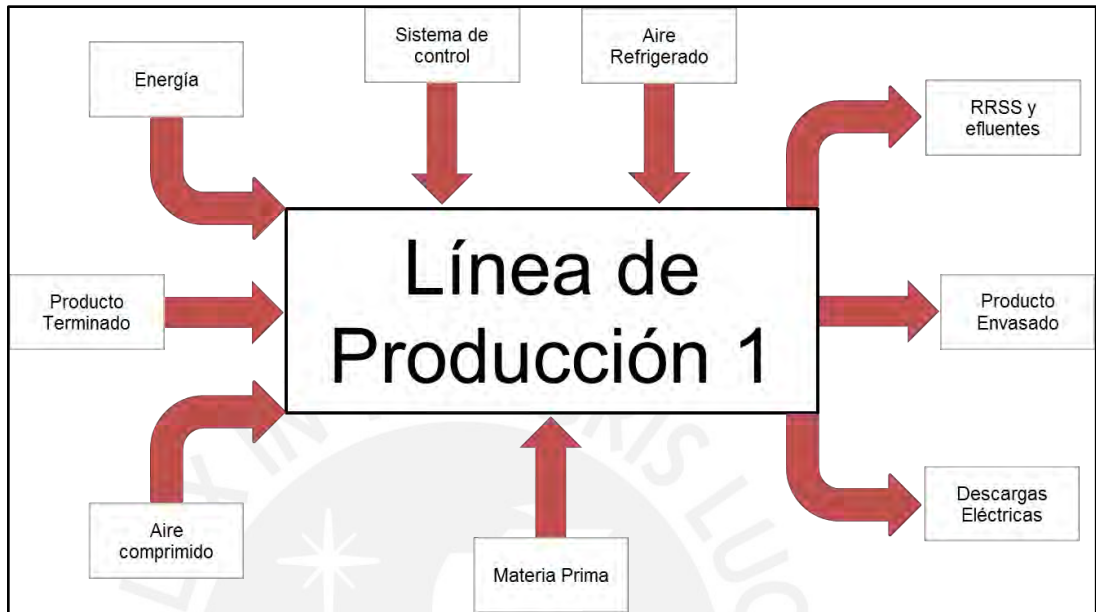 Sistema de
control
Aire
Refrigerado
Energía
RRSS y
efluentes
Línea de
Producción 1
Producto
Terminado
Producto
Envasado
Aire
comprimido
Materia Prima
Descargas
Eléctricas